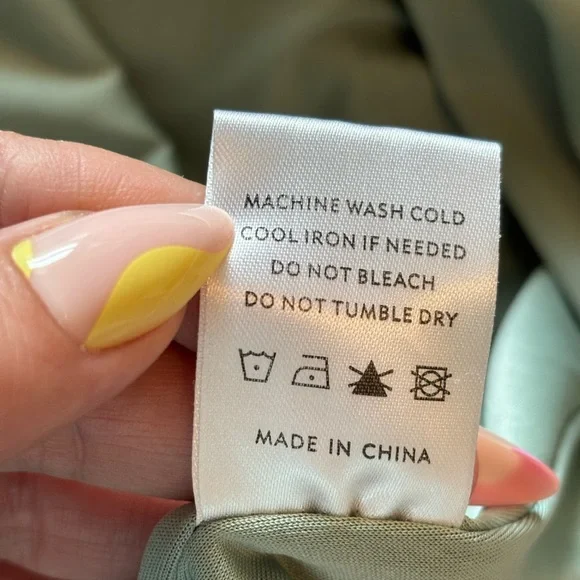 MACHINE WASH COLD
COOL IRON IF NEEDED
DO NOT BLEACH
DO NOT TUMBLE DRY
MADE IN CHINA